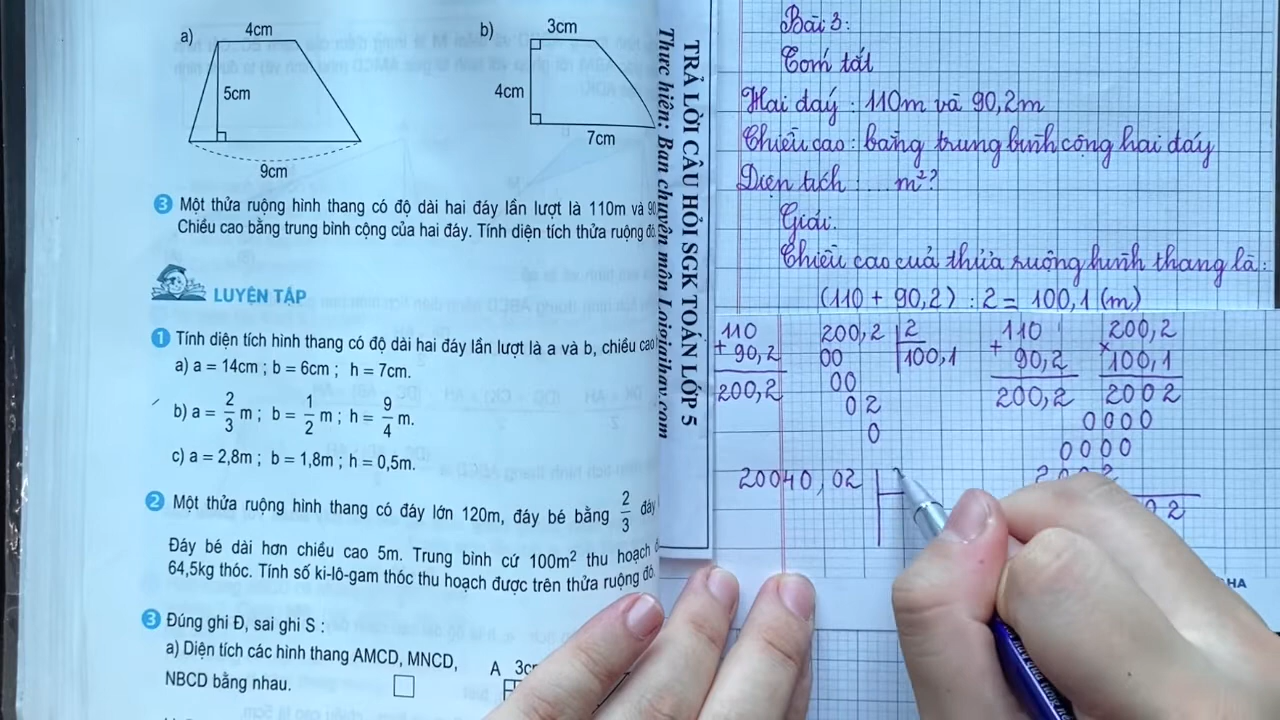 a)
4cm
5cm
9cm
b)
3cm
4cm
7cm
3 Một thửa ruộng hình thang có độ dài hai đáy lần lượt là 110m và 90
Chiều cao bằng trung bình cộng của hai đáy. Tính diện tích thửa ruộng đó
LUYỆN TẬP
1 Tính diện tích hình thang có độ dài hai đáy lần lượt là a và b, chiều cao
a) a = 14cm ; b = 6cm ; h = 7cm.
b) a = 2/3 m ; b = 1/2 m ; h = 9/4 m.
c) a = 2,8m ; b = 1,8m ; h = 0,5m.
2 Một thửa ruộng hình thang có đáy lớn 120m, đáy bé bằng 2/3 đáy
Đáy bé dài hơn chiều cao 5m. Trung bình cứ 100m² thu hoạch
64,5kg thóc. Tính số ki-lô-gam thóc thu hoạch được trên thửa ruộng đó.
3 Đúng ghi Đ, sai ghi S :
a) Diện tích các hình thang AMCD, MNCD,
NBCD bằng nhau.
A 3c
TRẢ LỜI CÂU HỎI SGK TOÁN LỚP 5
Thực hiện: Ban chuyên môn Loigiaihay.com
Bài 3:
Tóm tắt
Hai đáy : 110m và 90,2m
Chiều cao : bằng trung bình cộng hai đáy
Diện tích : ... m²?
Giải:
Chiều cao của thửa ruộng hình thang là:
(110 + 90,2) : 2 = 100,1 (m)
110
+ 90,2
200,2
200,2 2
00 100,1
00
02
0
110
+ 90,2
200,2
200,2
× 100,1
2002
0000
0000
2002
02
20040,02
HA